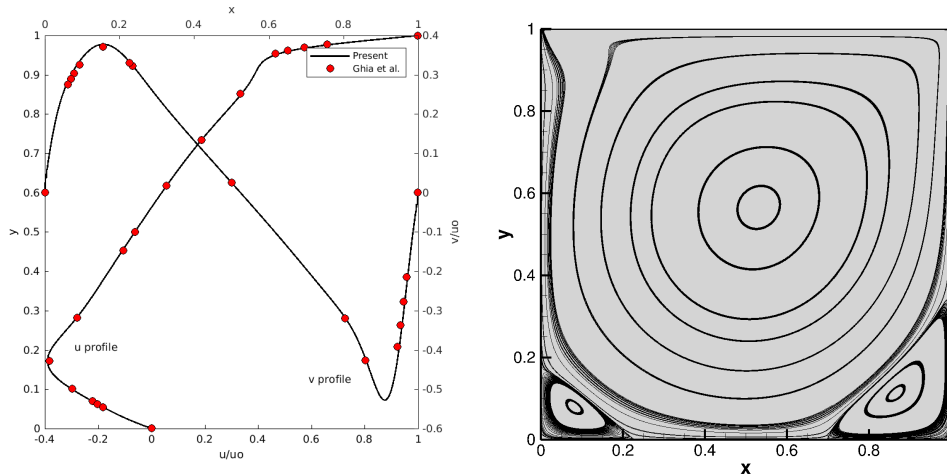 x
0 0.2 0.4 0.6 0.8 1
1 0.4
Present
Ghia et al.
0.9 0.3
0.8 0.2
0.7 0.1
0.6 0
y v/uo
0.5 -0.1
0.4 -0.2
0.3 -0.3
u profile
0.2 -0.4
v profile
0.1 -0.5
0 -0.6
-0.4 -0.2 0 0.2 0.4 0.6 0.8 1
u/uo
1
0.8
0.6
y
0.4
0.2
0
0 0.2 0.4 0.6 0.8
x